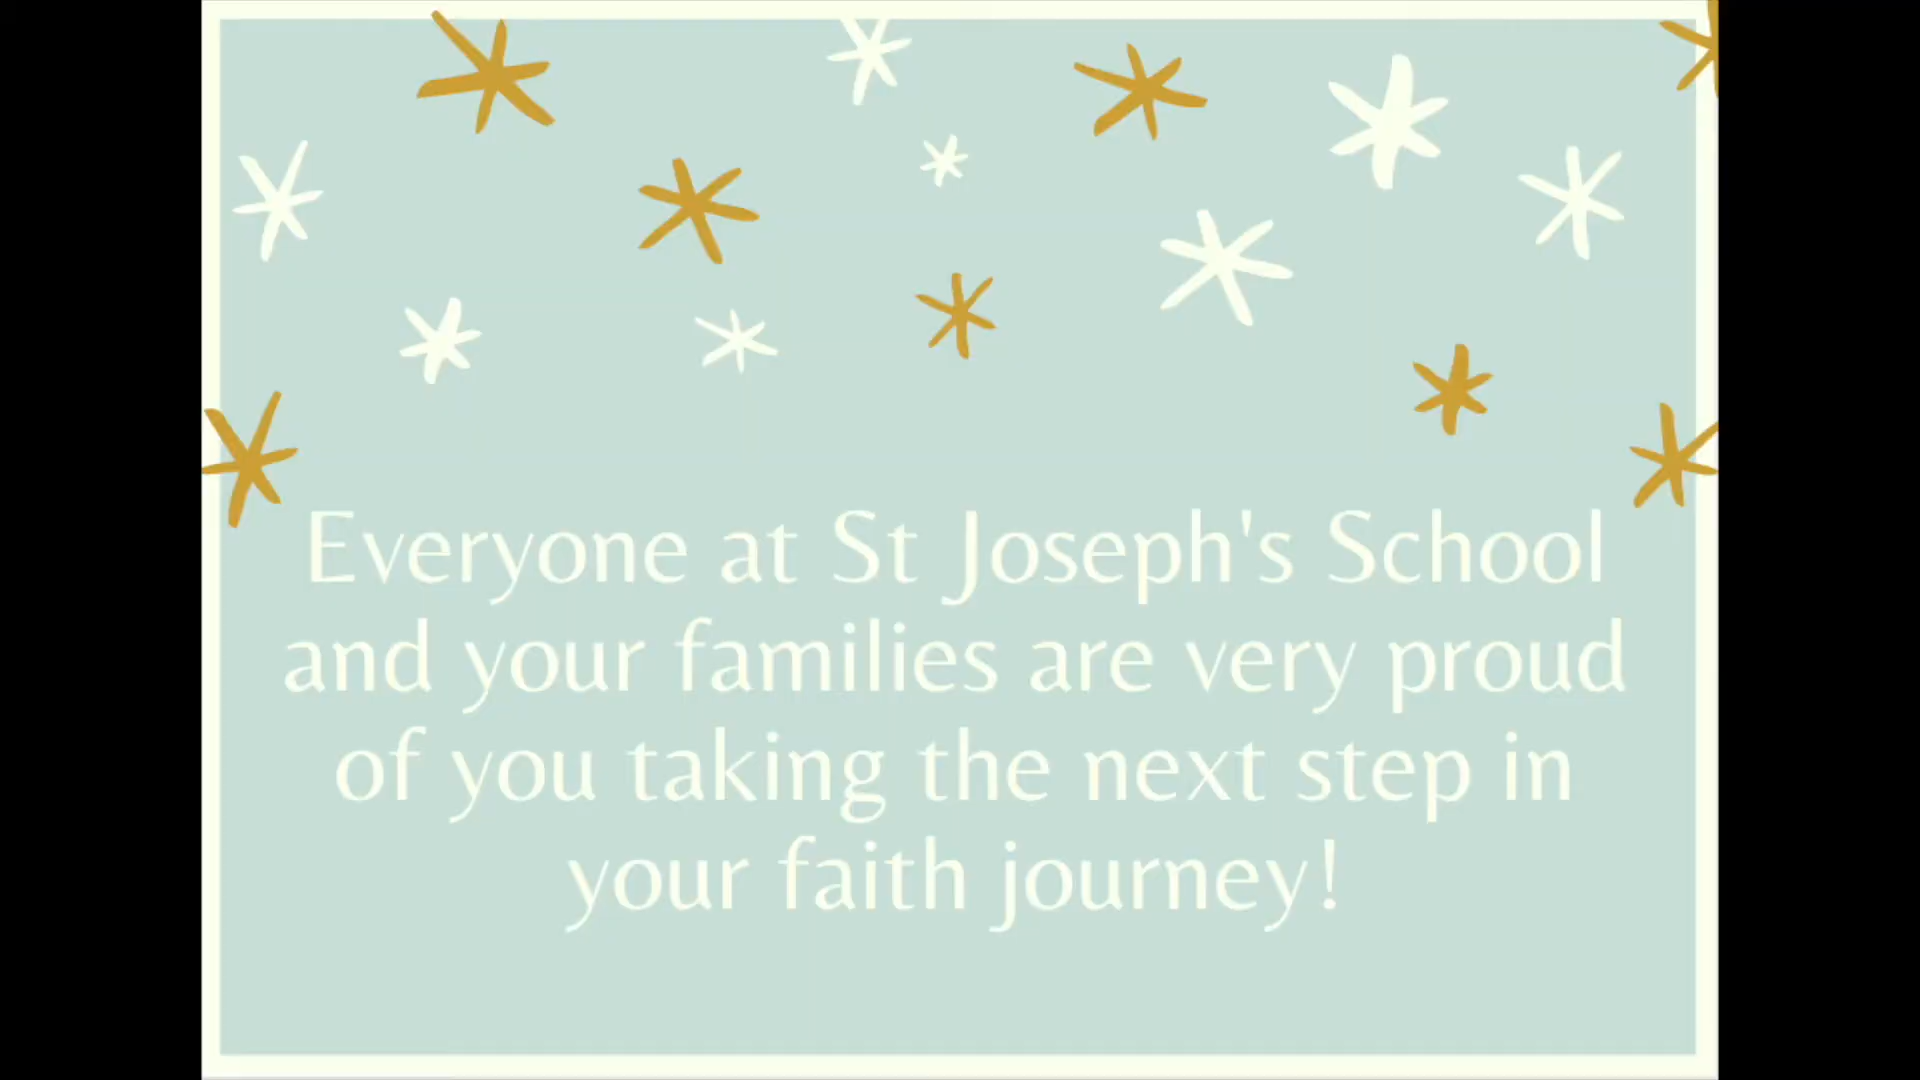 Everyone at St Joseph's School
and your families are very proud
of you taking the next step in
your faith journey!